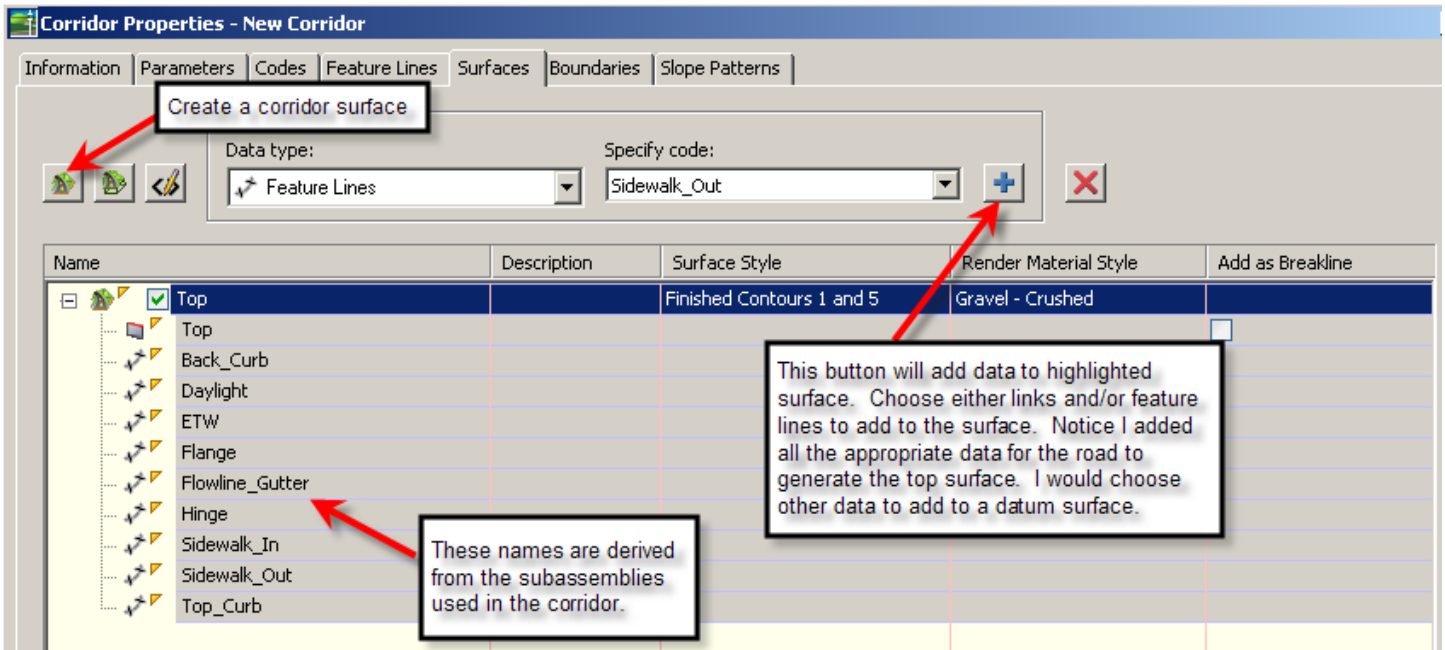 Corridor Properties - New Corridor
Information Parameters Codes Feature Lines Surfaces Boundaries Slope Patterns
Create a corridor surface
Data type:
Specify code:
Feature Lines
Sidewalk_Out
Name Description Surface Style Render Material Style Add as Breakline
Top Finished Contours 1 and 5 Gravel - Crushed
Top
Back_Curb
Daylight
ETW
Flange
Flowline_Gutter
Hinge
Sidewalk_In
Sidewalk_Out
Top_Curb
This button will add data to highlighted
surface. Choose either links and/or feature
lines to add to the surface. Notice I added
all the appropriate data for the road to
generate the top surface. I would choose
other data to add to a datum surface.
These names are derived
from the subassemblies
used in the corridor.